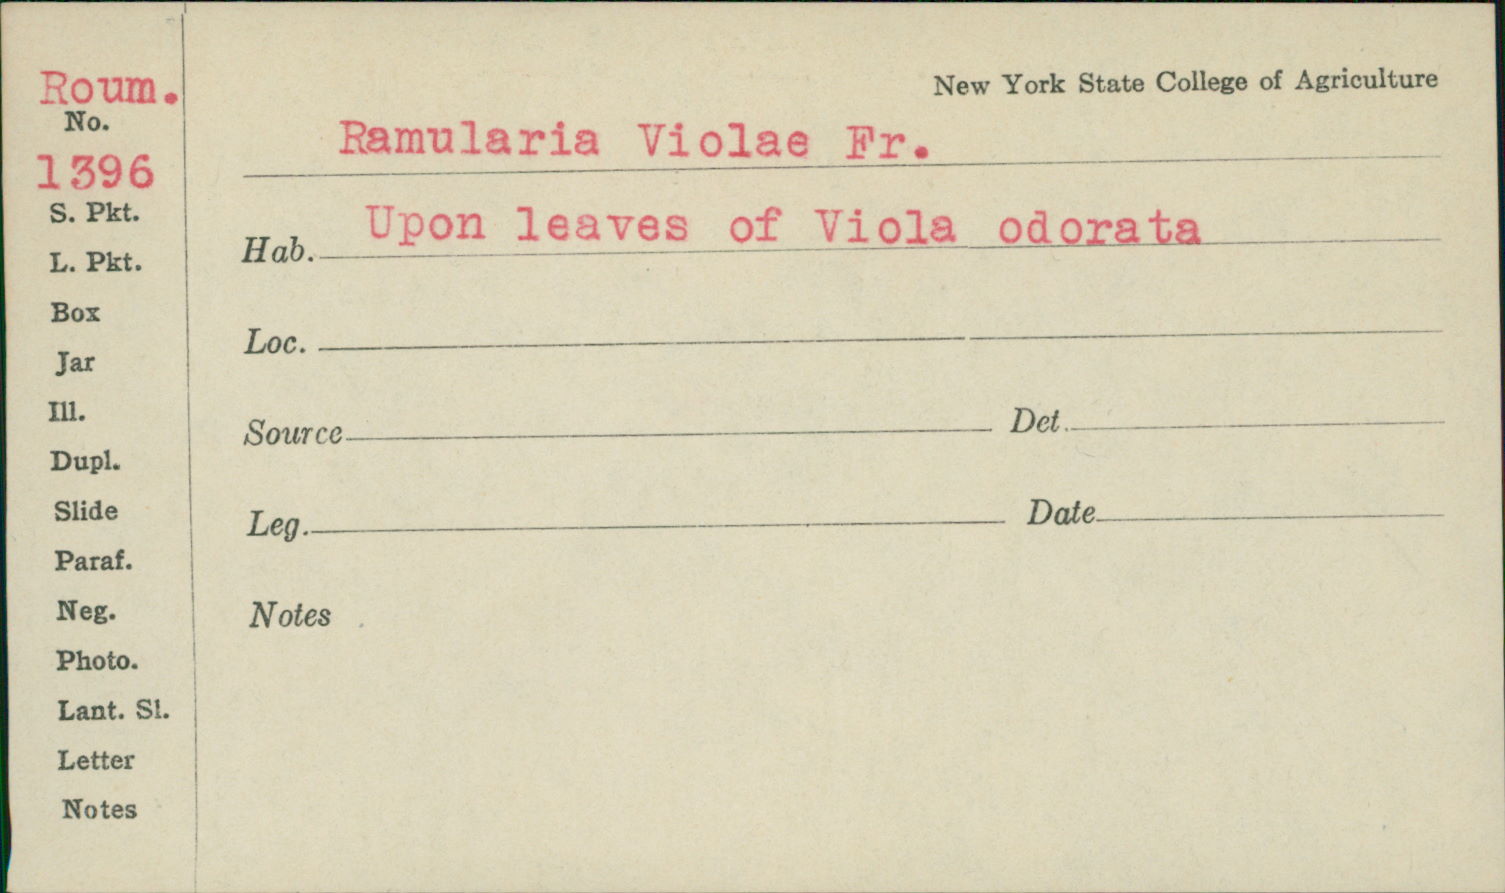 Roum.
No.
1396
S. Pkt.
L. Pkt.
Box
Jar
Ill.
Dupl.
Slide
Paraf.
Neg.
Photo.
Lant. Sl.
Letter
Notes
New York State College of Agriculture
Ramularia Violae Fr.
Hab. Upon leaves of Viola odorata
Loc.
Source Det.
Leg. Date
Notes